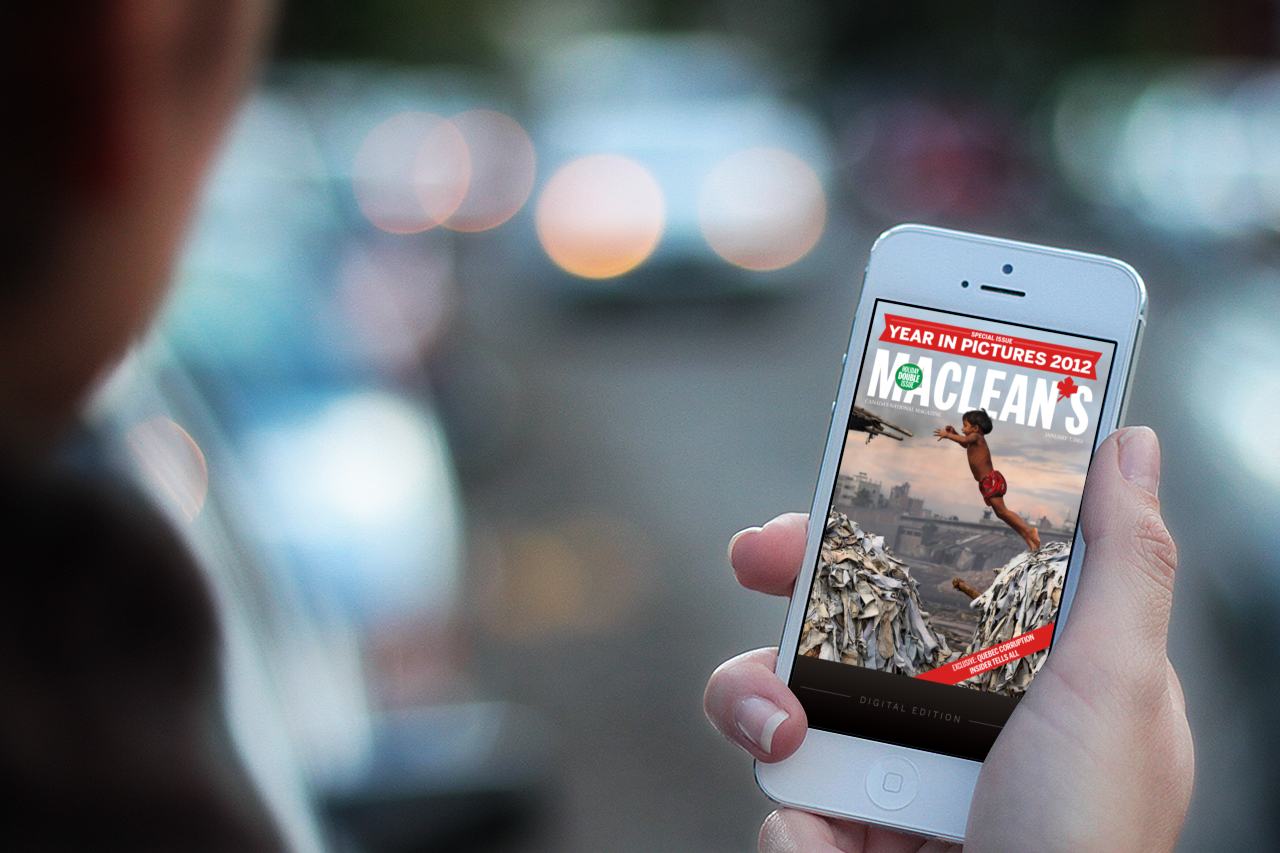 SPECIAL ISSUE
YEAR IN PICTURES 2012
MACLEAN'S
HOLIDAY
DOUBLE
ISSUE
CANADA'S NATIONAL MAGAZINE
JANUARY 7, 2013
EXCLUSIVE: QUEBEC CORRUPTION
INSIDER TELLS ALL
DIGITAL EDITION